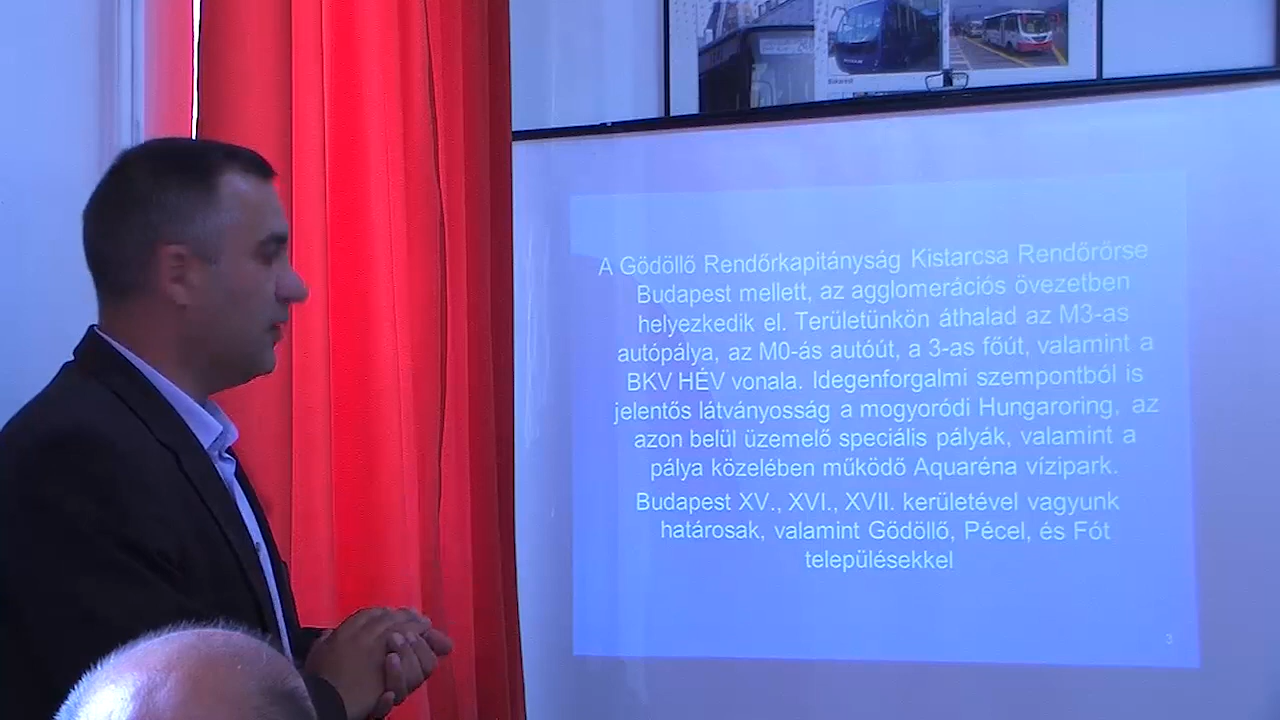 A Gödöllő Rendőrkapitányság Kistarcsa Rendőrörse
Budapest mellett, az agglomerációs övezetben
helyezkedik el. Területünkön áthalad az M3-as
autópálya, az M0-ás autóút, a 3-as főút, valamint a
BKV HÉV vonala. Idegenforgalmi szempontból is
jelentős látványosság a mogyoródi Hungaroring, az
azon belül üzemelő speciális pályák, valamint a
pálya közelében működő Aquaréna vízipark.
Budapest XV., XVI., XVII. kerületével vagyunk
határosak, valamint Gödöllő, Pécel, és Fót
településekkel
3